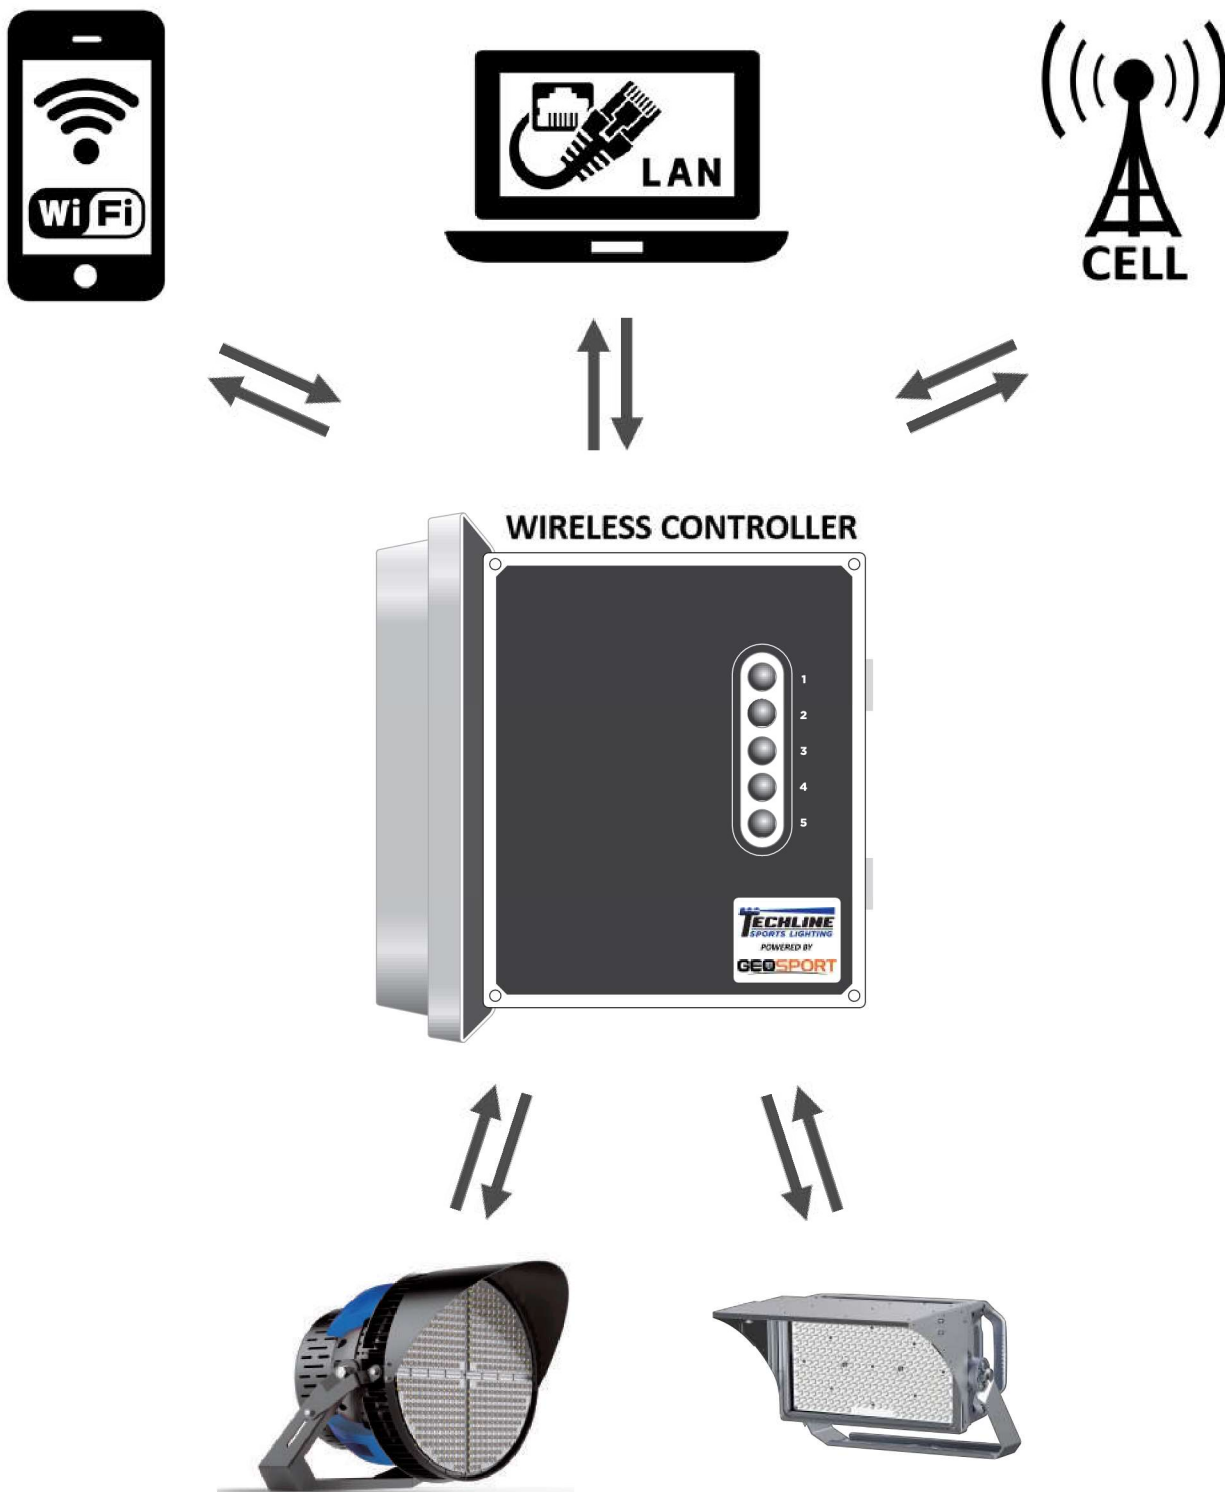 WiFi
LAN
CELL
WIRELESS CONTROLLER
1
2
3
4
5
TECHLINE
SPORTS LIGHTING
POWERED BY
GEOSPORT